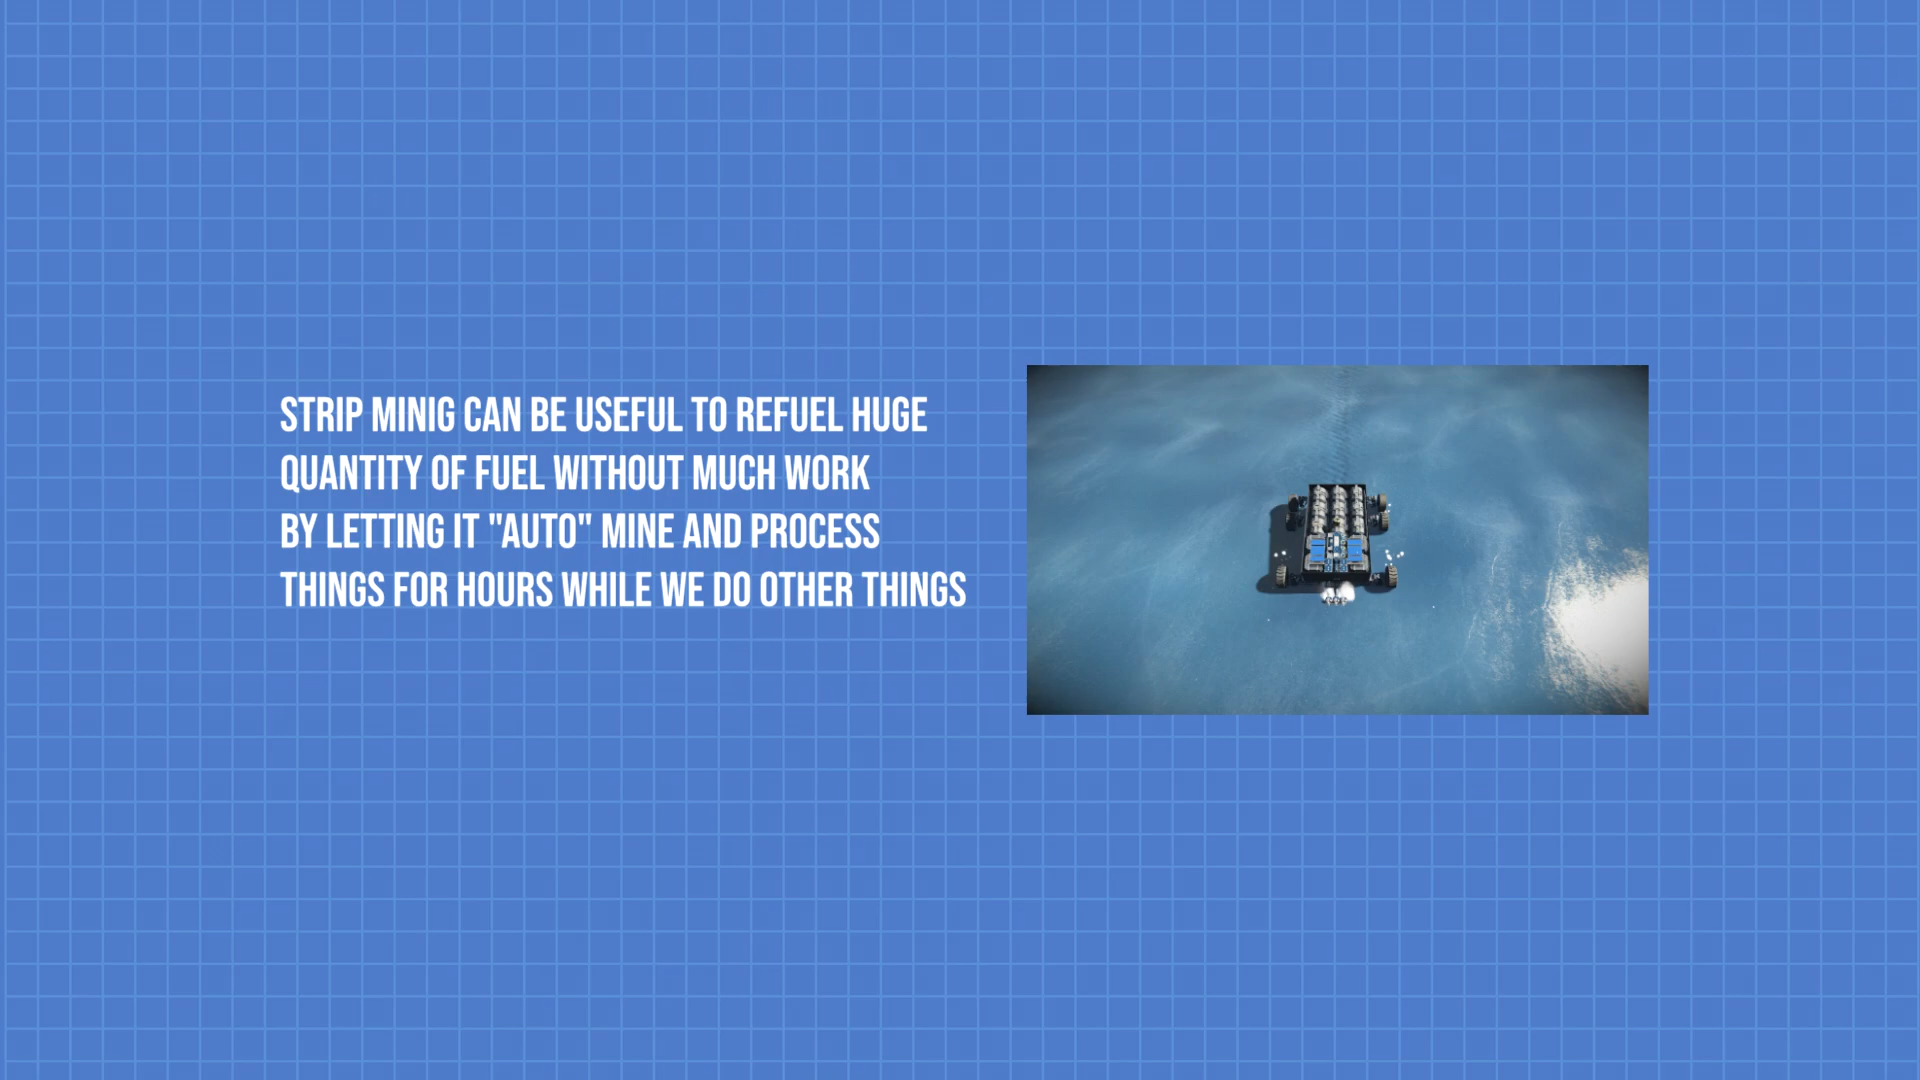 STRIP MINIG CAN BE USEFUL TO REFUEL HUGE
QUANTITY OF FUEL WITHOUT MUCH WORK
BY LETTING IT "AUTO" MINE AND PROCESS
THINGS FOR HOURS WHILE WE DO OTHER THINGS